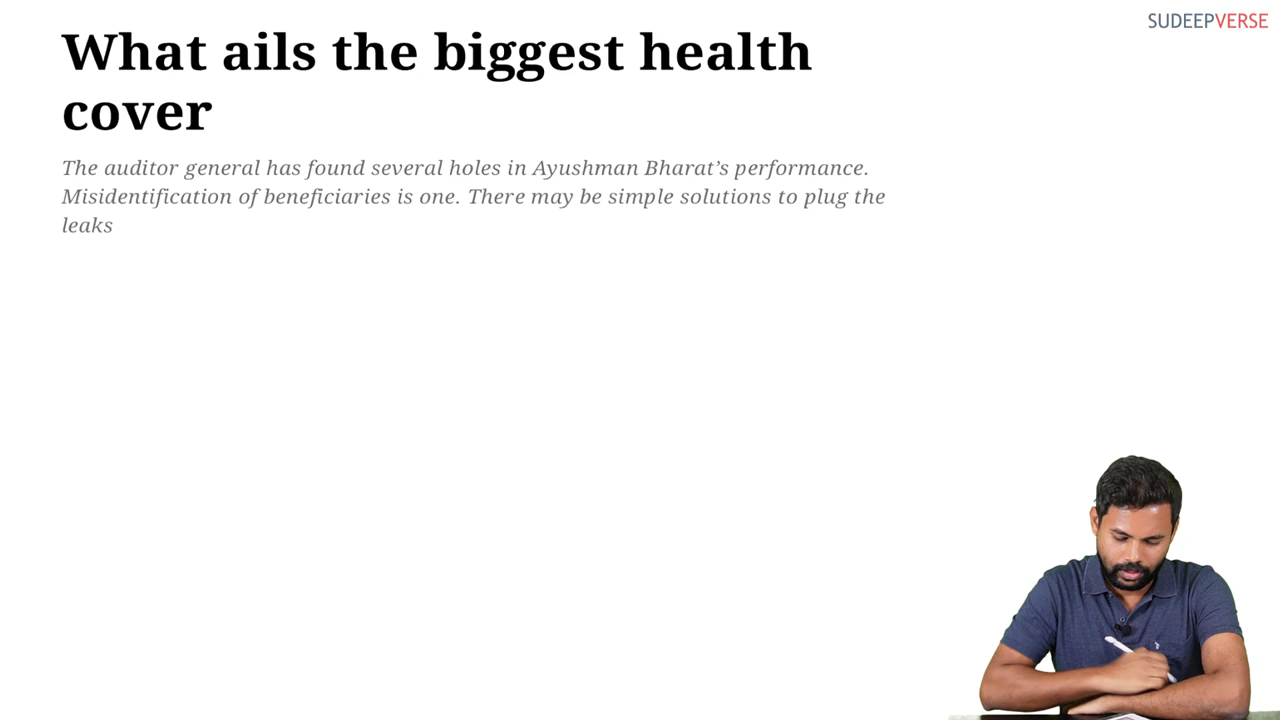 SUDEEPVERSE
What ails the biggest health
cover
The auditor general has found several holes in Ayushman Bharat’s performance.
Misidentification of beneficiaries is one. There may be simple solutions to plug the
leaks